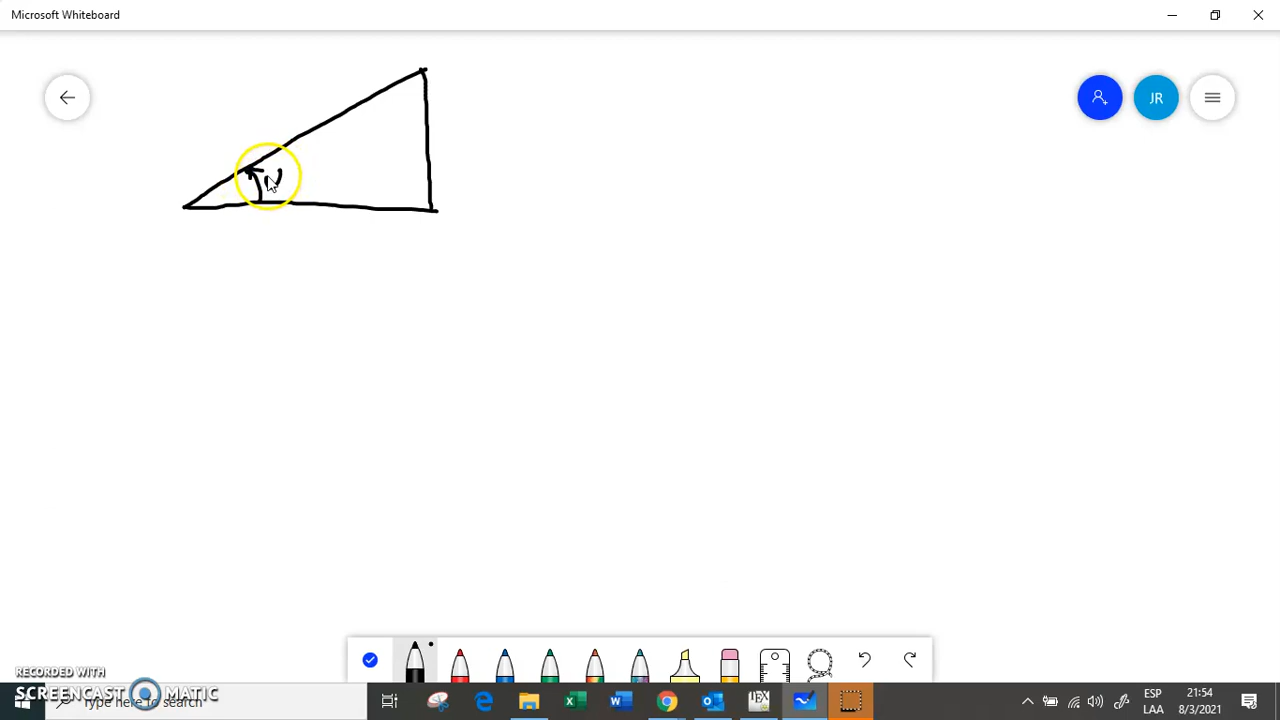 Microsoft Whiteboard
JR
RECORDED WITH
SCREENCAST MATIC
Type here to search
ESP
LAA
21:54
8/3/2021